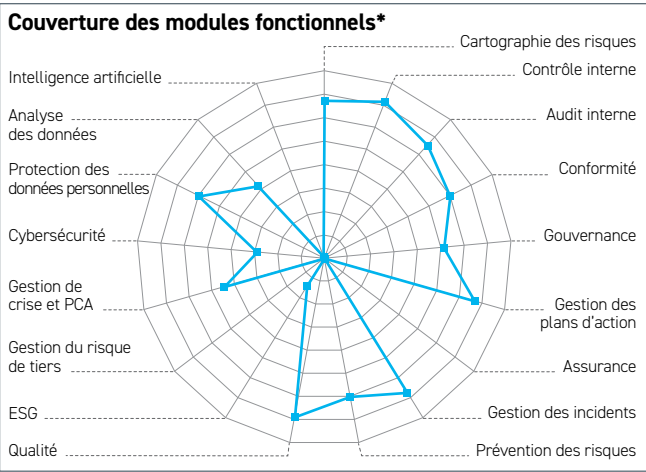 Couverture des modules fonctionnels*
Cartographie des risques
Contrôle interne
Audit interne
Conformité
Gouvernance
Gestion des
plans d'action
Assurance
Gestion des incidents
Prévention des risques
Qualité
ESG
Gestion du risque
de tiers
Gestion de
crise et PCA
Cybersécurité
Protection des
données personnelles
Analyse
des données
Intelligence artificielle